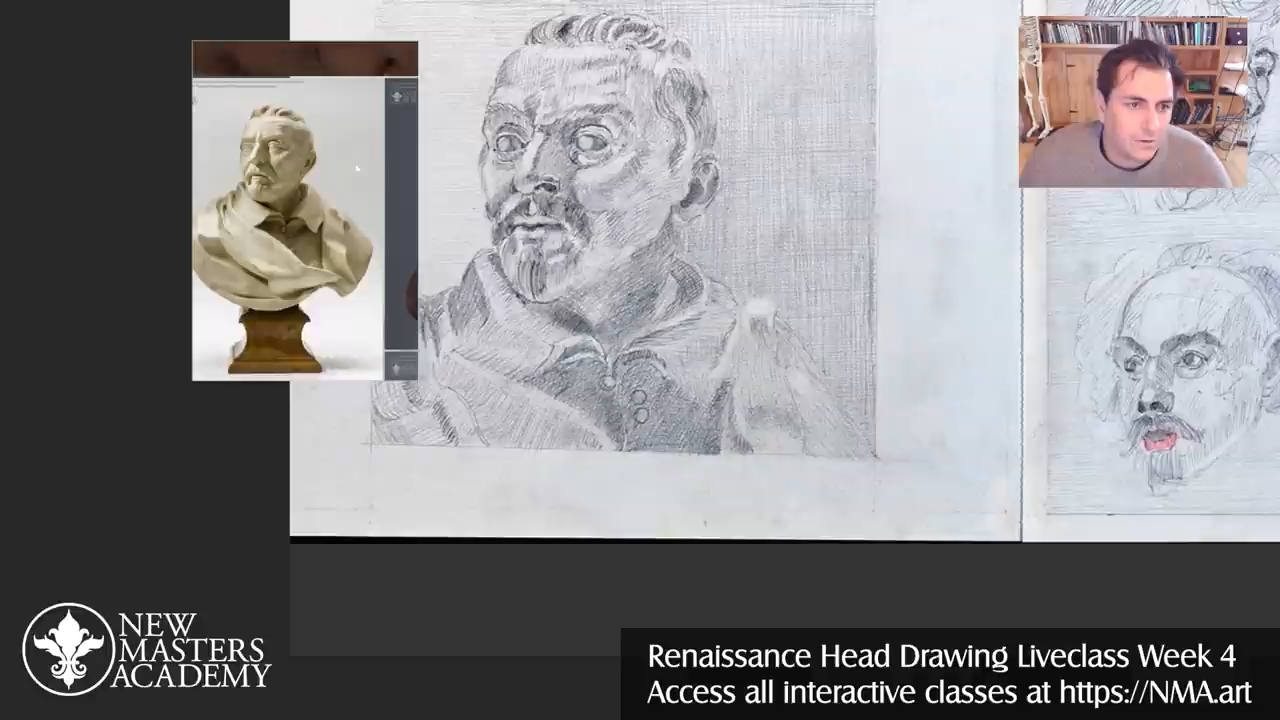 NEW
MASTERS
ACADEMY
Renaissance Head Drawing Liveclass Week 4
Access all interactive classes at https://NMA.art